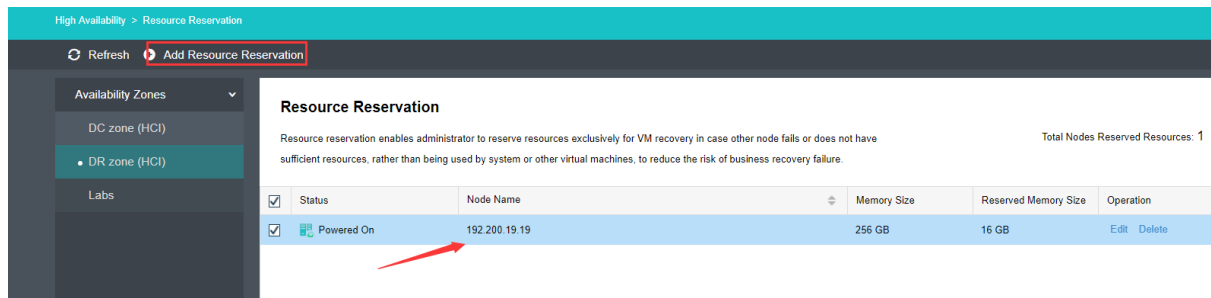 High Availability > Resource Reservation
Refresh Add Resource Reservation
Availability Zones
DC zone (HCI)
DR zone (HCI)
Labs
Resource Reservation
Resource reservation enables administrator to reserve resources exclusively for VM recovery in case other node fails or does not have
sufficient resources, rather than being used by system or other virtual machines, to reduce the risk of business recovery failure.
Total Nodes Reserved Resources: 1
Status Node Name Memory Size Reserved Memory Size Operation
Powered On 192.200.19.19 256 GB 16 GB Edit Delete